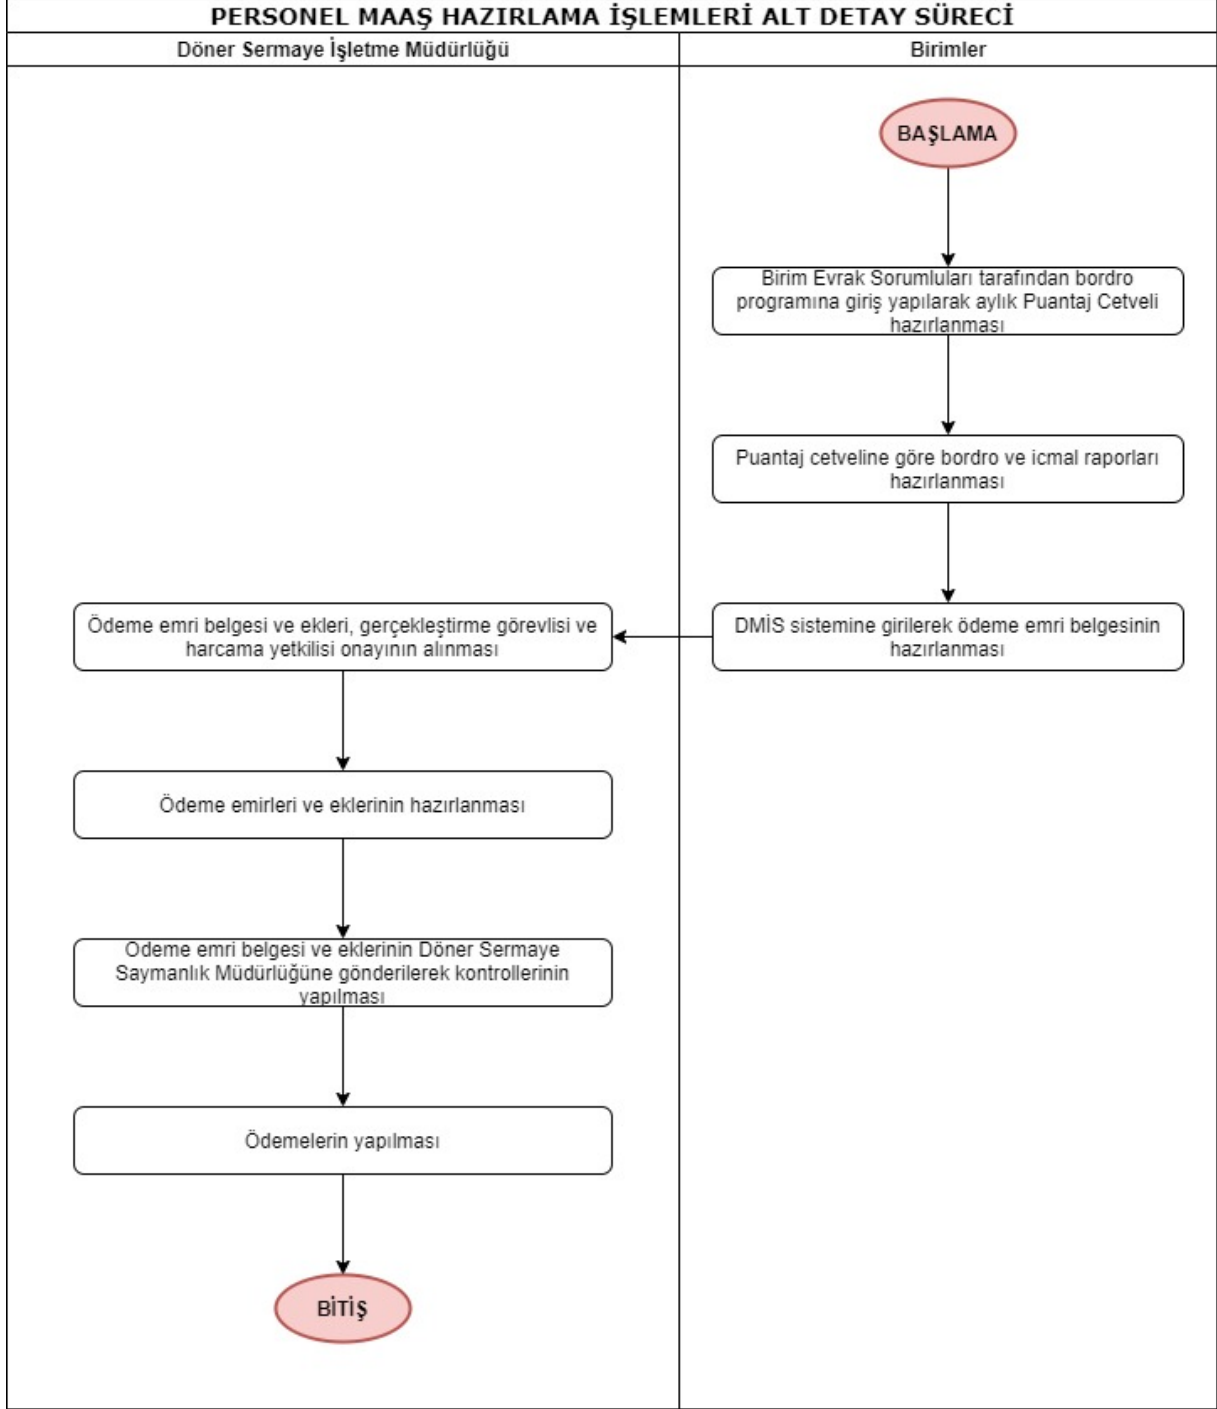 PERSONEL MAAŞ HAZIRLAMA İŞLEMLERİ ALT DETAY SÜRECİ
Döner Sermaye İşletme Müdürlüğü
Birimler
BAŞLAMA
Birim Evrak Sorumluları tarafından bordro
programına giriş yapılarak aylık Puantaj Cetveli
hazırlanması
Puantaj cetveline göre bordro ve icmal raporları
hazırlanması
DMİS sistemine girilerek ödeme emri belgesinin
hazırlanması
Ödeme emri belgesi ve ekleri, gerçekleştirme görevlisi ve
harcama yetkilisi onayının alınması
Ödeme emirleri ve eklerinin hazırlanması
Ödeme emri belgesi ve eklerinin Döner Sermaye
Saymanlık Müdürlüğüne gönderilerek kontrollerinin
yapılması
Ödemelerin yapılması
BİTİŞ